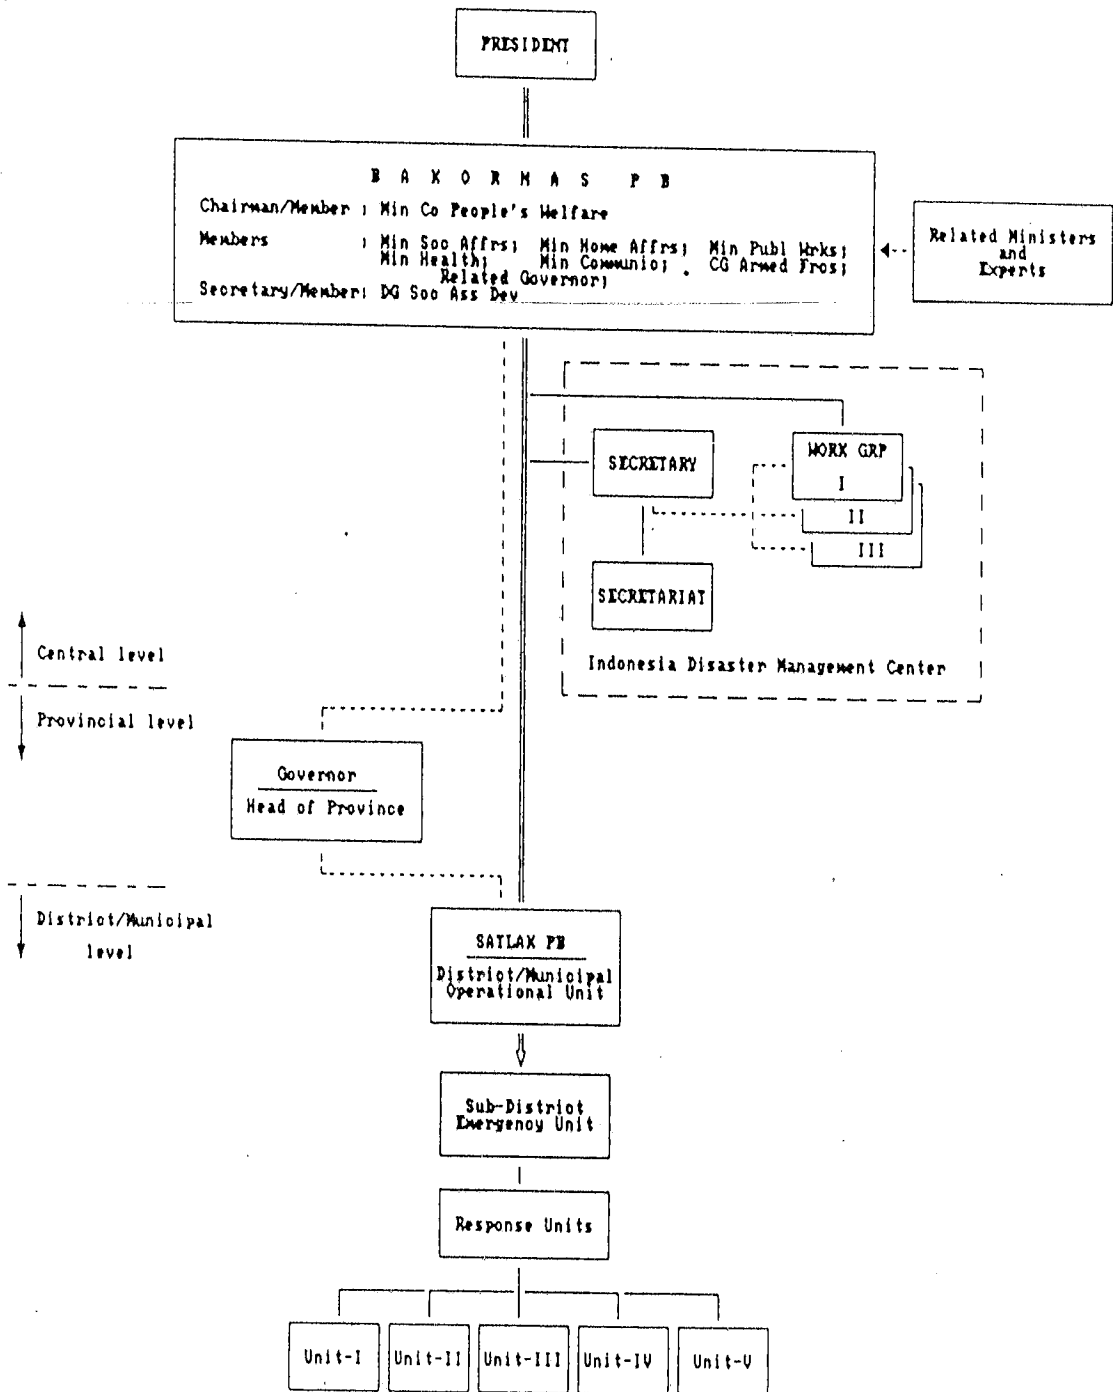 PRESIDENT
B A K O R M A S P B
Chairman/Member : Min Co People's Welfare
Members : Min Soc Affrs; Min Home Affrs; Min Publ Wrks;
Min Health; Min Communic; CG Armed Frcs;
Related Governor;
Secretary/Member: DG Soc Ass Dev
Related Ministers
and
Experts
WORK GRP
I
II
III
SECRETARY
SECRETARIAT
Indonesia Disaster Management Center
Central level
Provincial level
Governor
Head of Province
District/Municipal
level
SATLAK PB
District/Municipal
Operational Unit
Sub-District
Emergency Unit
Response Units
Unit-I Unit-II Unit-III Unit-IV Unit-V